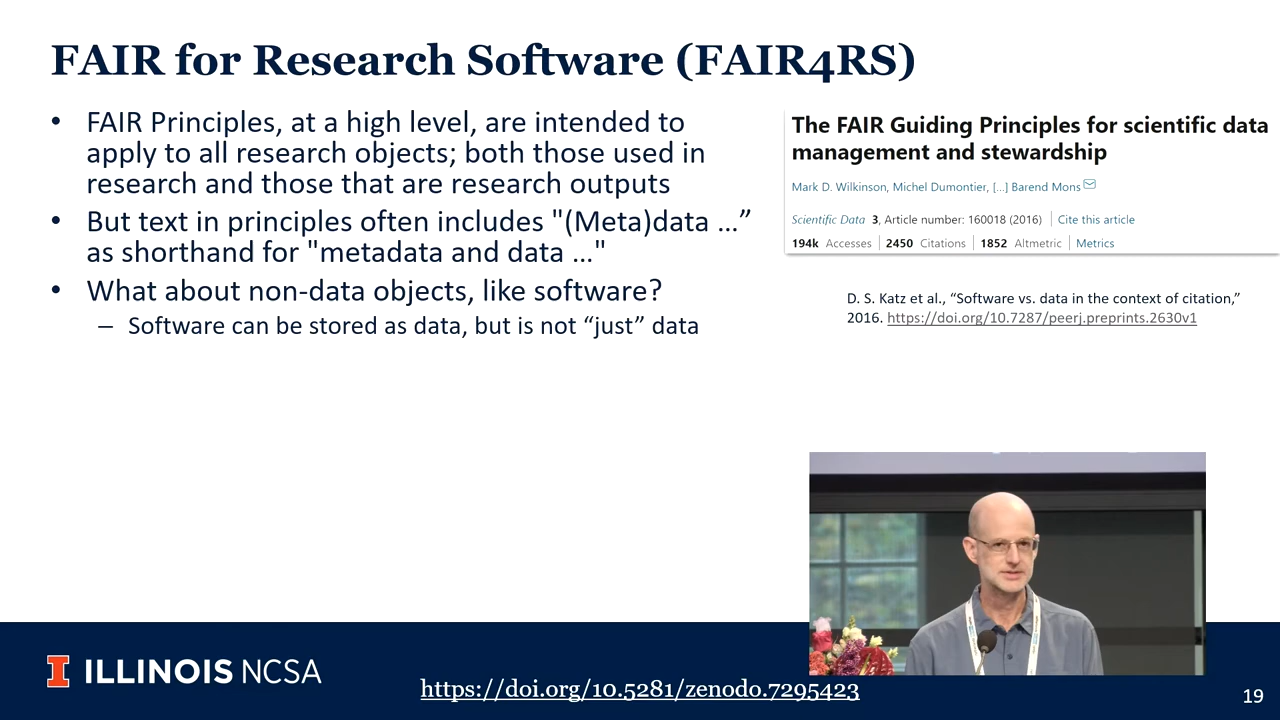 FAIR for Research Software (FAIR4RS)
• FAIR Principles, at a high level, are intended to
apply to all research objects; both those used in
research and those that are research outputs
• But text in principles often includes "(Meta)data …”
as shorthand for "metadata and data …"
• What about non-data objects, like software?
– Software can be stored as data, but is not “just” data
The FAIR Guiding Principles for scientific data
management and stewardship
Mark D. Wilkinson, Michel Dumontier, […] Barend Mons
Scientific Data 3, Article number: 160018 (2016) | Cite this article
194k Accesses | 2450 Citations | 1852 Altmetric | Metrics
D. S. Katz et al., “Software vs. data in the context of citation,”
2016. https://doi.org/10.7287/peerj.preprints.2630v1
I ILLINOIS NCSA
https://doi.org/10.5281/zenodo.7295423
19